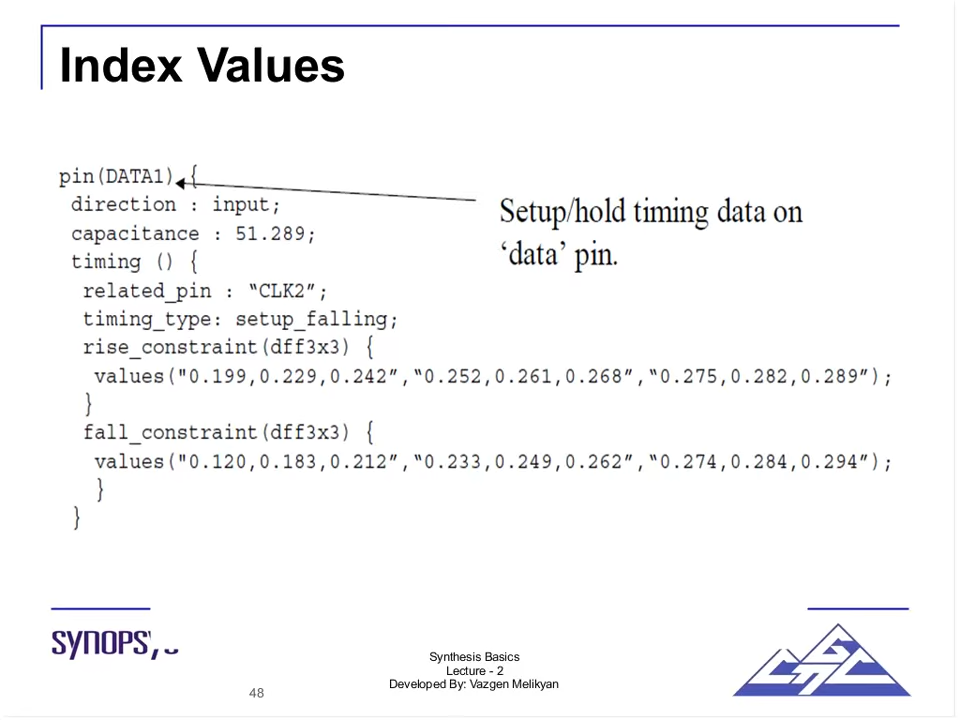 Index Values
pin(DATA1) {
direction : input;
capacitance : 51.289;
timing () {
related_pin : “CLK2”;
timing_type: setup_falling;
rise_constraint(dff3x3) {
values("0.199,0.229,0.242”,“0.252,0.261,0.268”,“0.275,0.282,0.289”);
}
fall_constraint(dff3x3) {
values("0.120,0.183,0.212”,“0.233,0.249,0.262”,“0.274,0.284,0.294”);
}
}
Setup/hold timing data on
‘data’ pin.
SYNOPSYS
Synthesis Basics
Lecture - 2
Developed By: Vazgen Melikyan
48